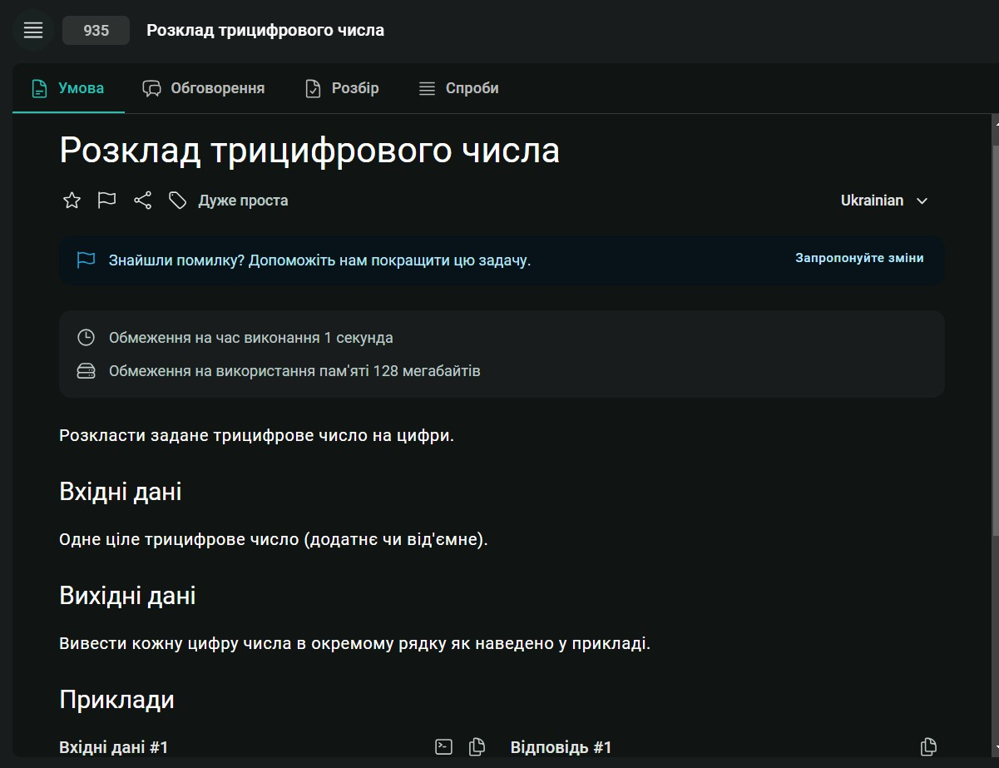 935 Розклад трицифрового числа
Умова Обговорення Розбір Спроби
Розклад трицифрового числа
Дуже проста Ukrainian
Знайшли помилку? Допоможіть нам покращити цю задачу. Запропонуйте зміни
Обмеження на час виконання 1 секунда
Обмеження на використання пам'яті 128 мегабайтів
Розкласти задане трицифрове число на цифри.
Вхідні дані
Одне ціле трицифрове число (додатнє чи від'ємне).
Вихідні дані
Вивести кожну цифру числа в окремому рядку як наведено у прикладі.
Приклади
Вхідні дані #1 Відповідь #1